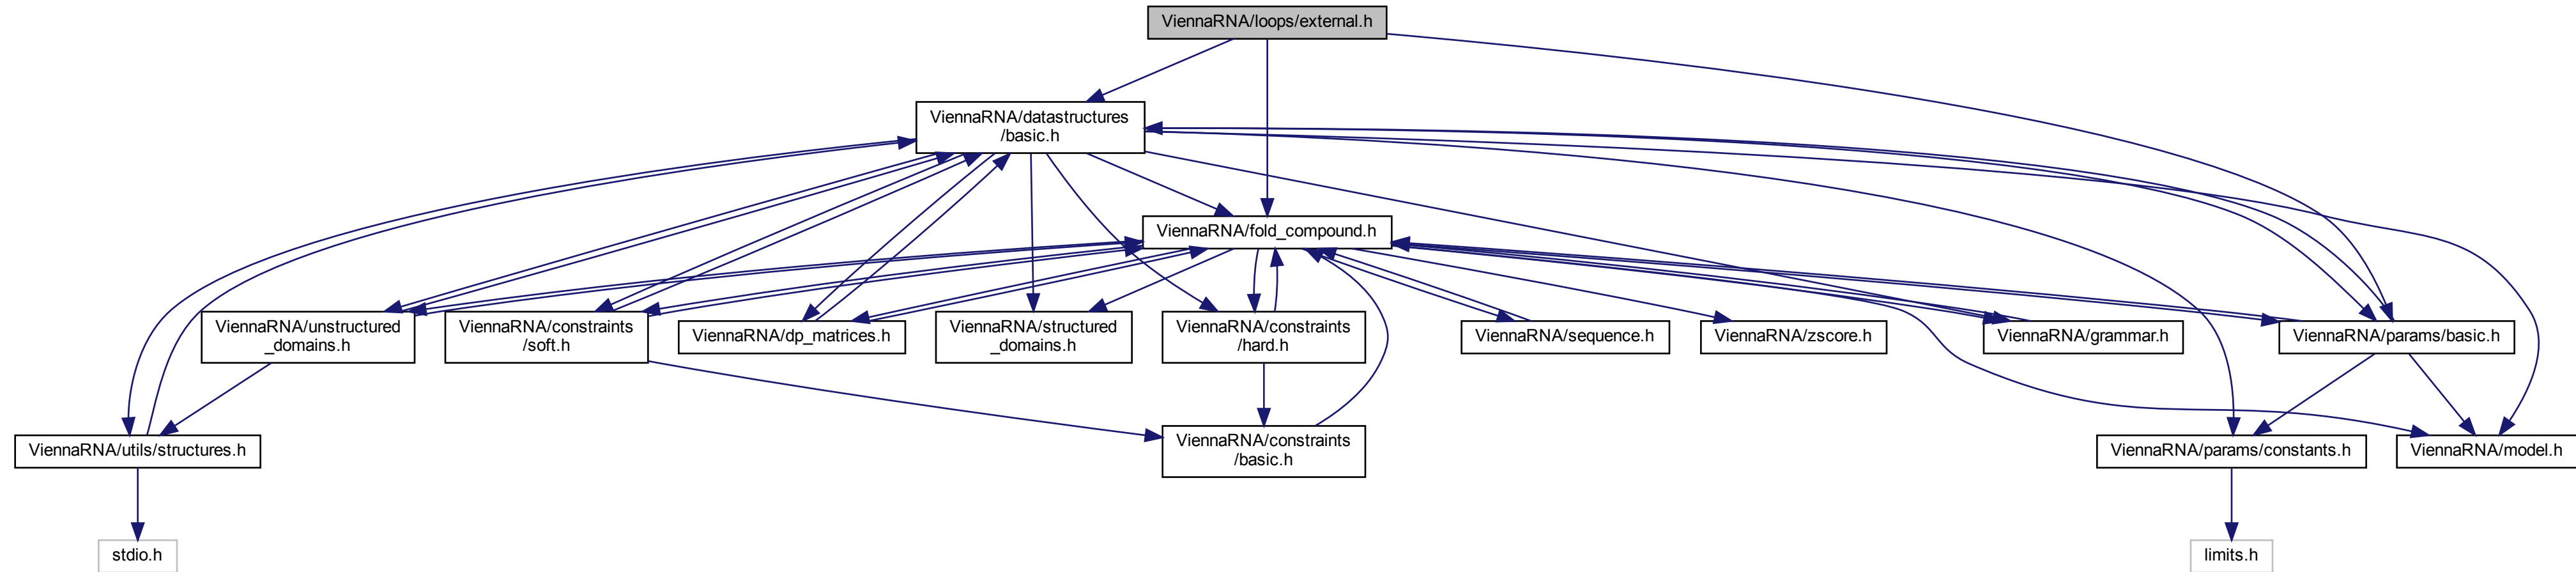 ViennaRNA/loops/external.h
ViennaRNA/datastructures
/basic.h
ViennaRNA/fold_compound.h
ViennaRNA/unstructured
_domains.h
ViennaRNA/constraints
/soft.h
ViennaRNA/dp_matrices.h
ViennaRNA/structured
_domains.h
ViennaRNA/constraints
/hard.h
ViennaRNA/sequence.h
ViennaRNA/zscore.h
ViennaRNA/grammar.h
ViennaRNA/params/basic.h
ViennaRNA/utils/structures.h
ViennaRNA/constraints
/basic.h
ViennaRNA/params/constants.h
ViennaRNA/model.h
stdio.h
limits.h